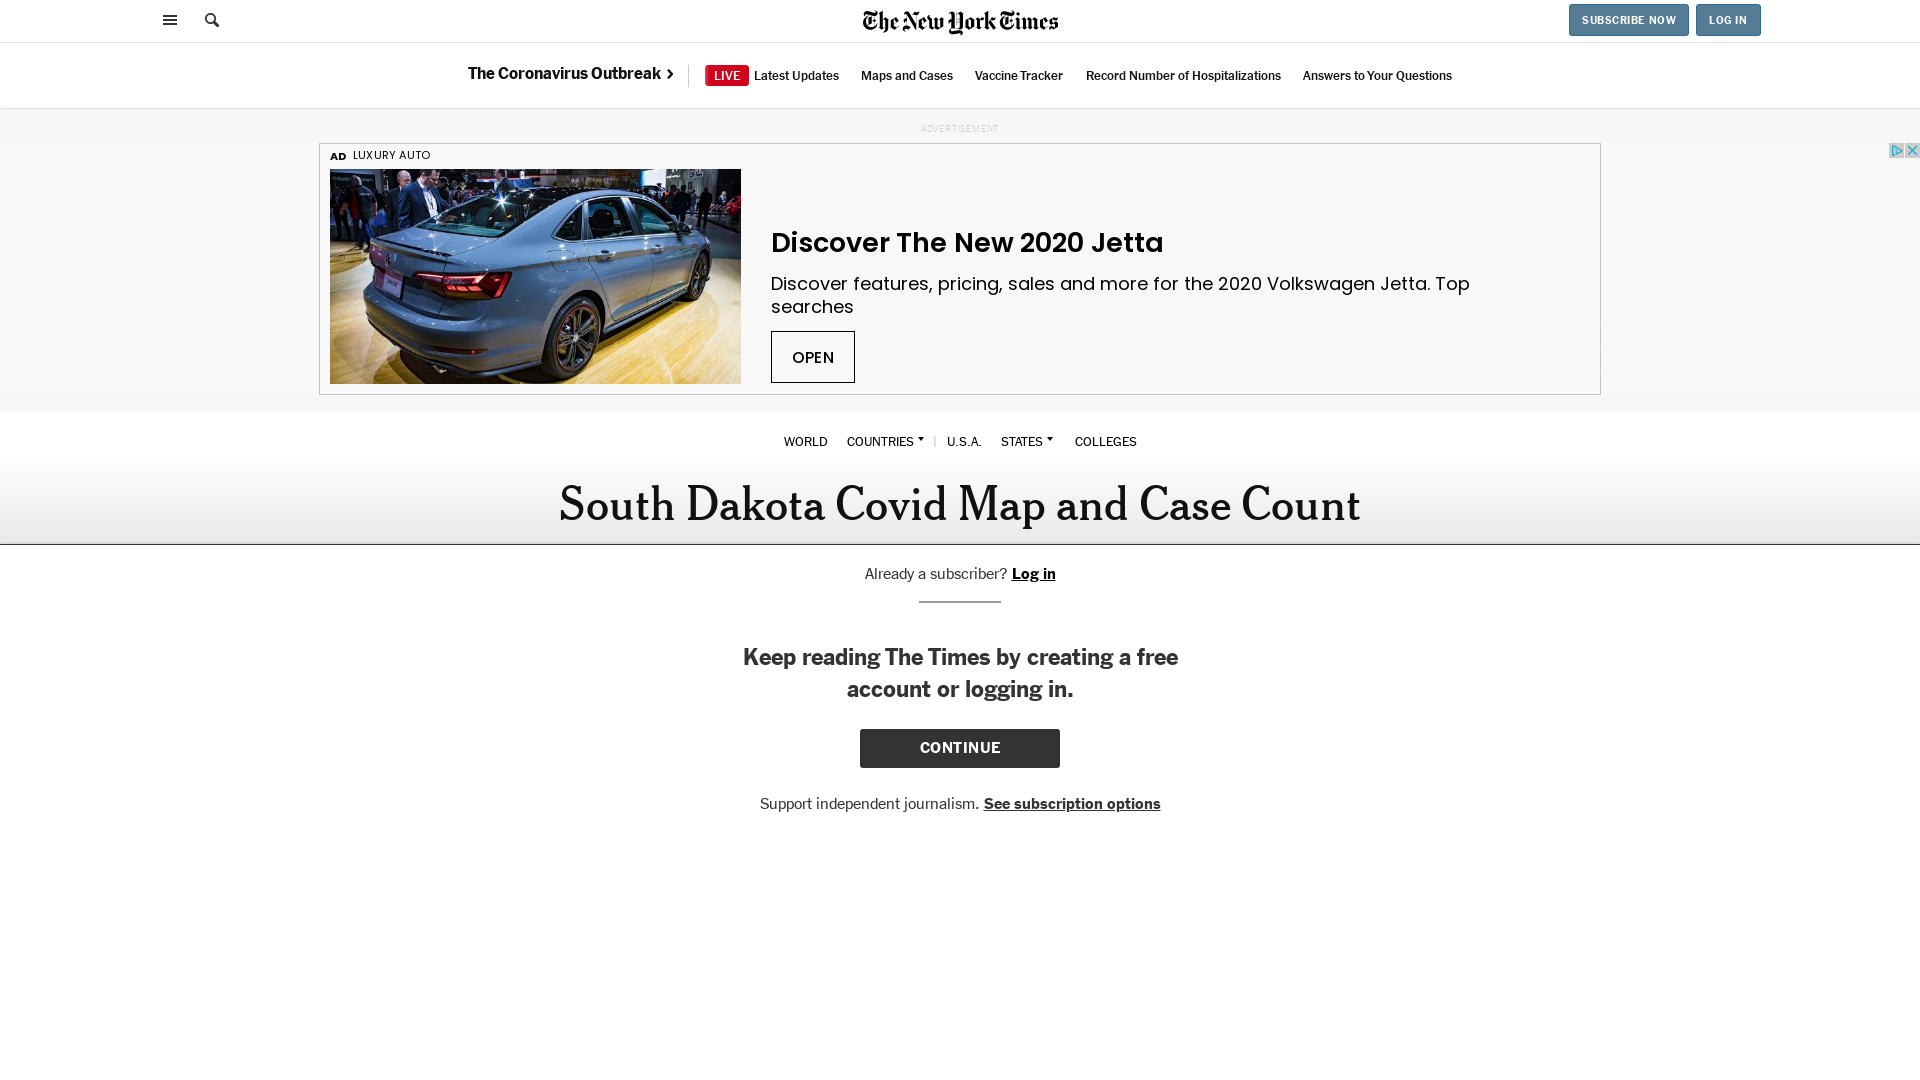 The New York Times
SUBSCRIBE NOW
LOG IN
The Coronavirus Outbreak
LIVE Latest Updates
Maps and Cases
Vaccine Tracker
Record Number of Hospitalizations
Answers to Your Questions
ADVERTISEMENT
AD LUXURY AUTO
Discover The New 2020 Jetta
Discover features, pricing, sales and more for the 2020 Volkswagen Jetta. Top
searches
OPEN
WORLD
COUNTRIES
U.S.A.
STATES
COLLEGES
South Dakota Covid Map and Case Count
Already a subscriber? Log in
Keep reading The Times by creating a free
account or logging in.
CONTINUE
Support independent journalism. See subscription options